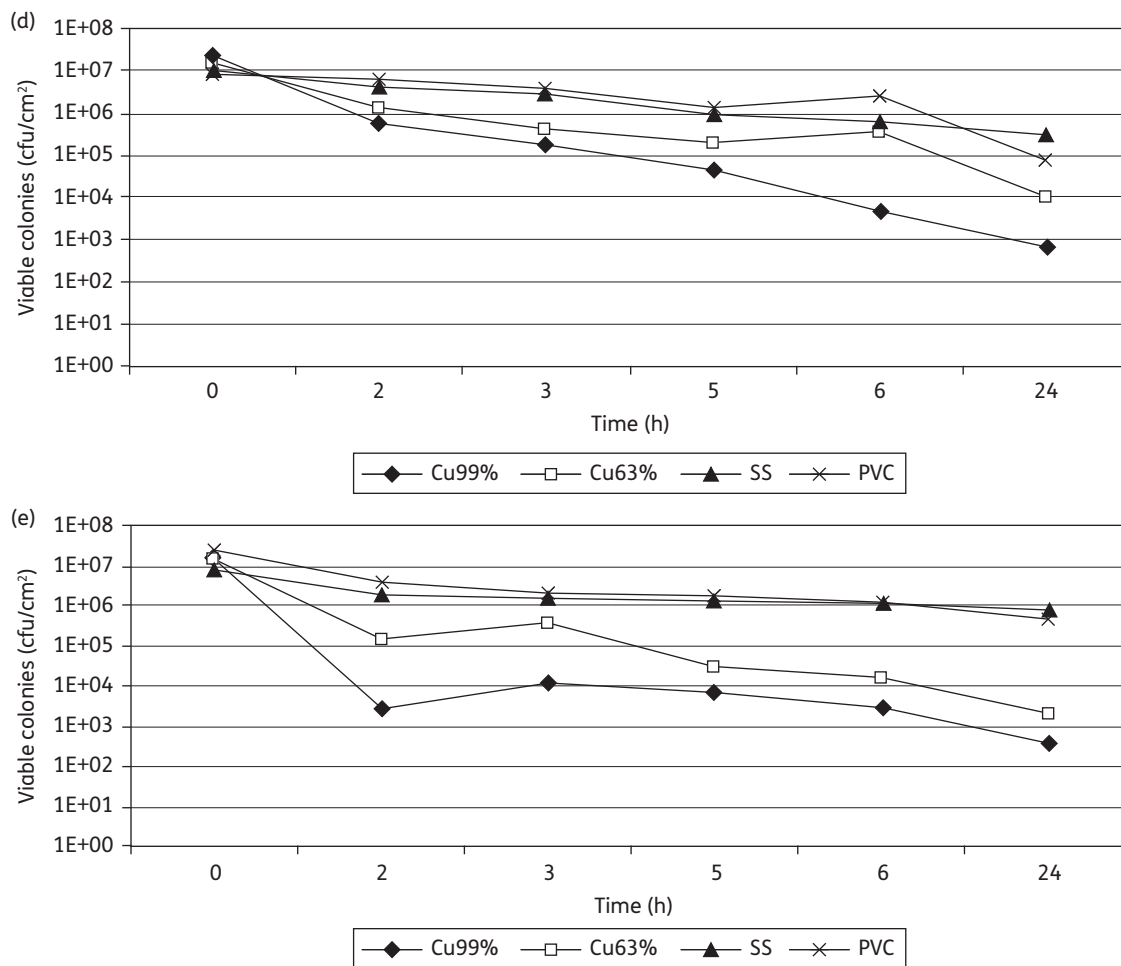 (d)
1E+08
1E+07
1E+06
1E+05
1E+04
1E+03
1E+02
1E+01
1E+00
Viable colonies (cfu/cm²)
0 2 3 5 6 24
Time (h)
Cu99% Cu63% SS PVC
(e)
1E+08
1E+07
1E+06
1E+05
1E+04
1E+03
1E+02
1E+01
1E+00
Viable colonies (cfu/cm²)
0 2 3 5 6 24
Time (h)
Cu99% Cu63% SS PVC